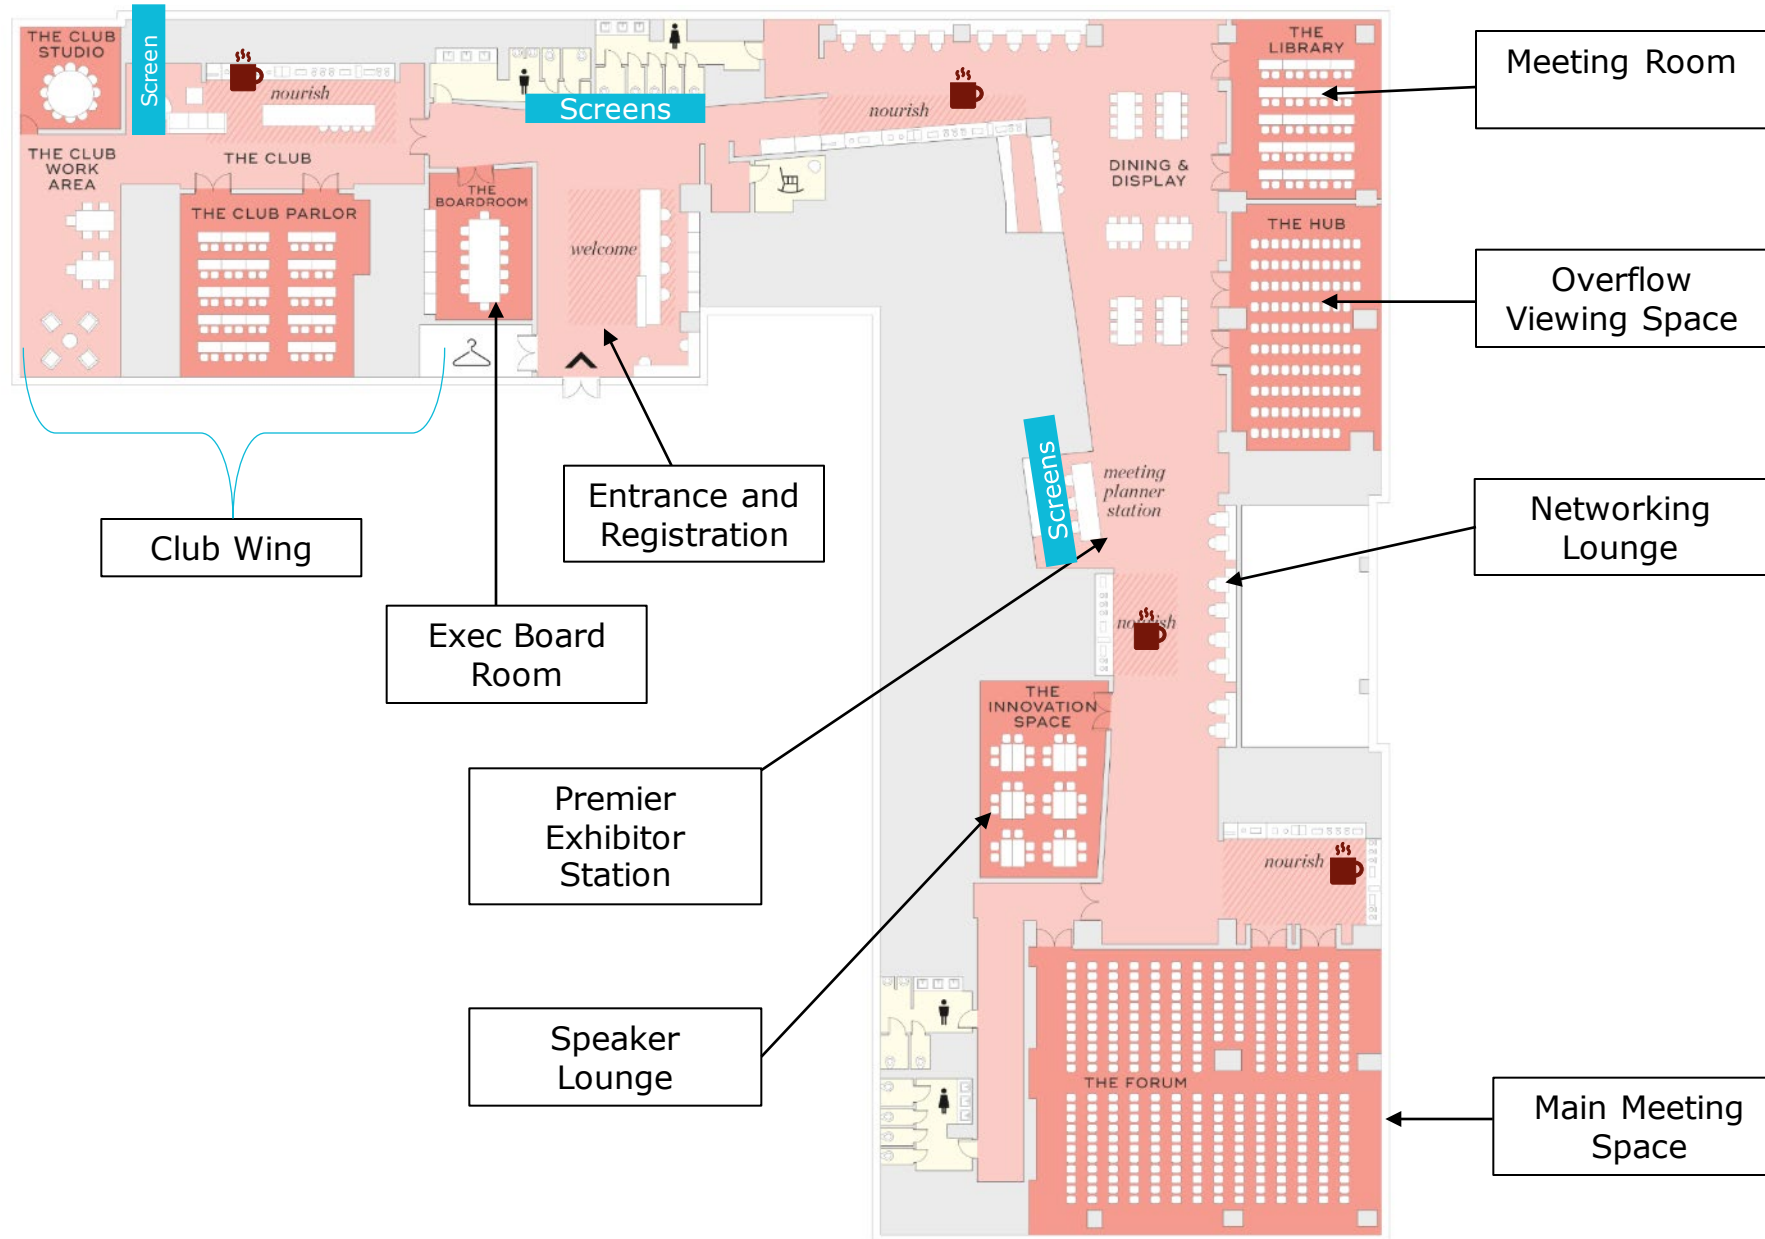 THE CLUB
STUDIO
Screen
nourish
THE CLUB
WORK
AREA
THE CLUB
THE CLUB PARLOR
THE
BOARDROOM
Screens
welcome
nourish
DINING &
DISPLAY
THE
LIBRARY
THE HUB
Meeting Room
Overflow
Viewing Space
Screens
meeting
planner
station
Networking
Lounge
Club Wing
Entrance and
Registration
Exec Board
Room
nourish
THE
INNOVATION
SPACE
Premier
Exhibitor
Station
nourish
Speaker
Lounge
THE FORUM
Main Meeting
Space